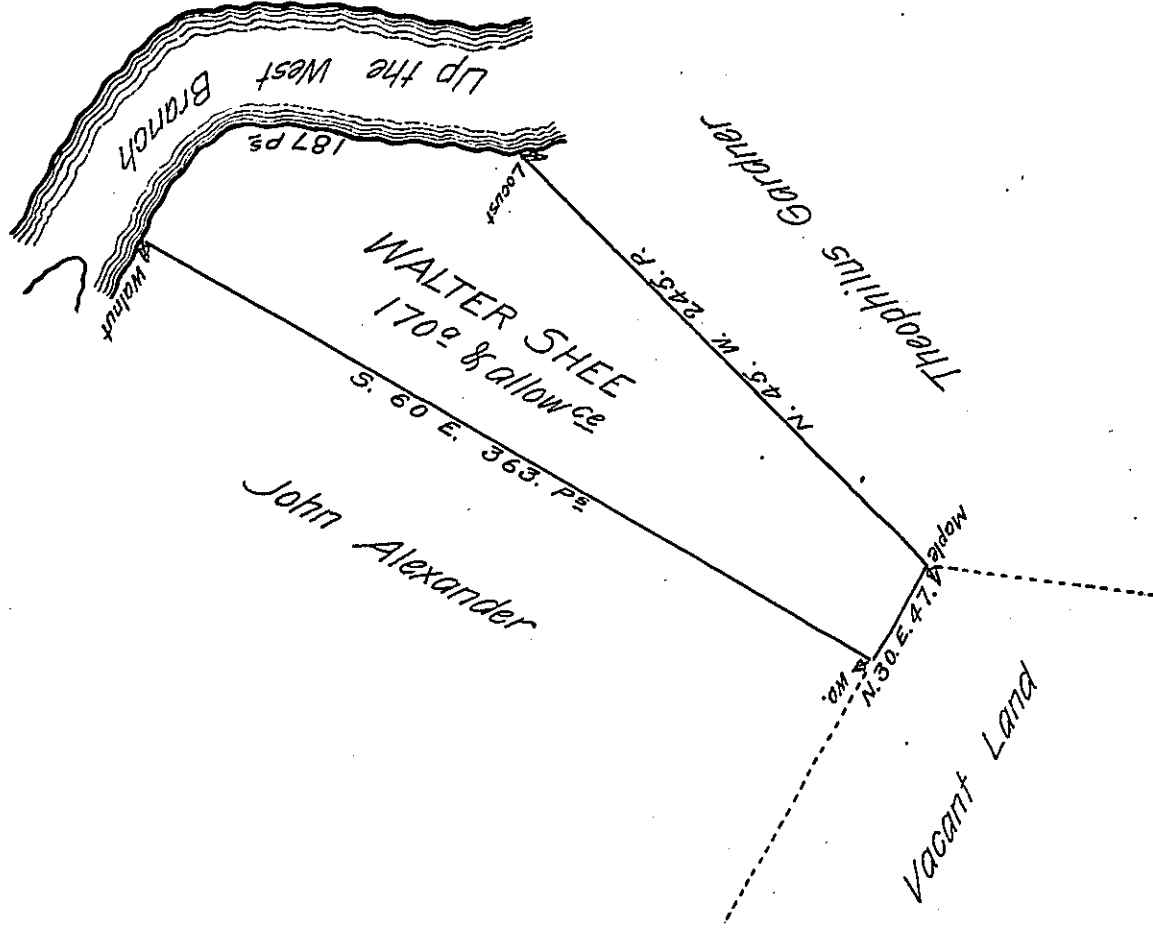 Up the West Branch
187 Ps
Locust
Walnut
WALTER SHEE
170a & allowce
N. 45. W. 245. P.
S. 60 E. 363. Ps
Theophilus Gardner
John Alexander
Maple
N. 30. E. 47.
Wo.
Vacant Land